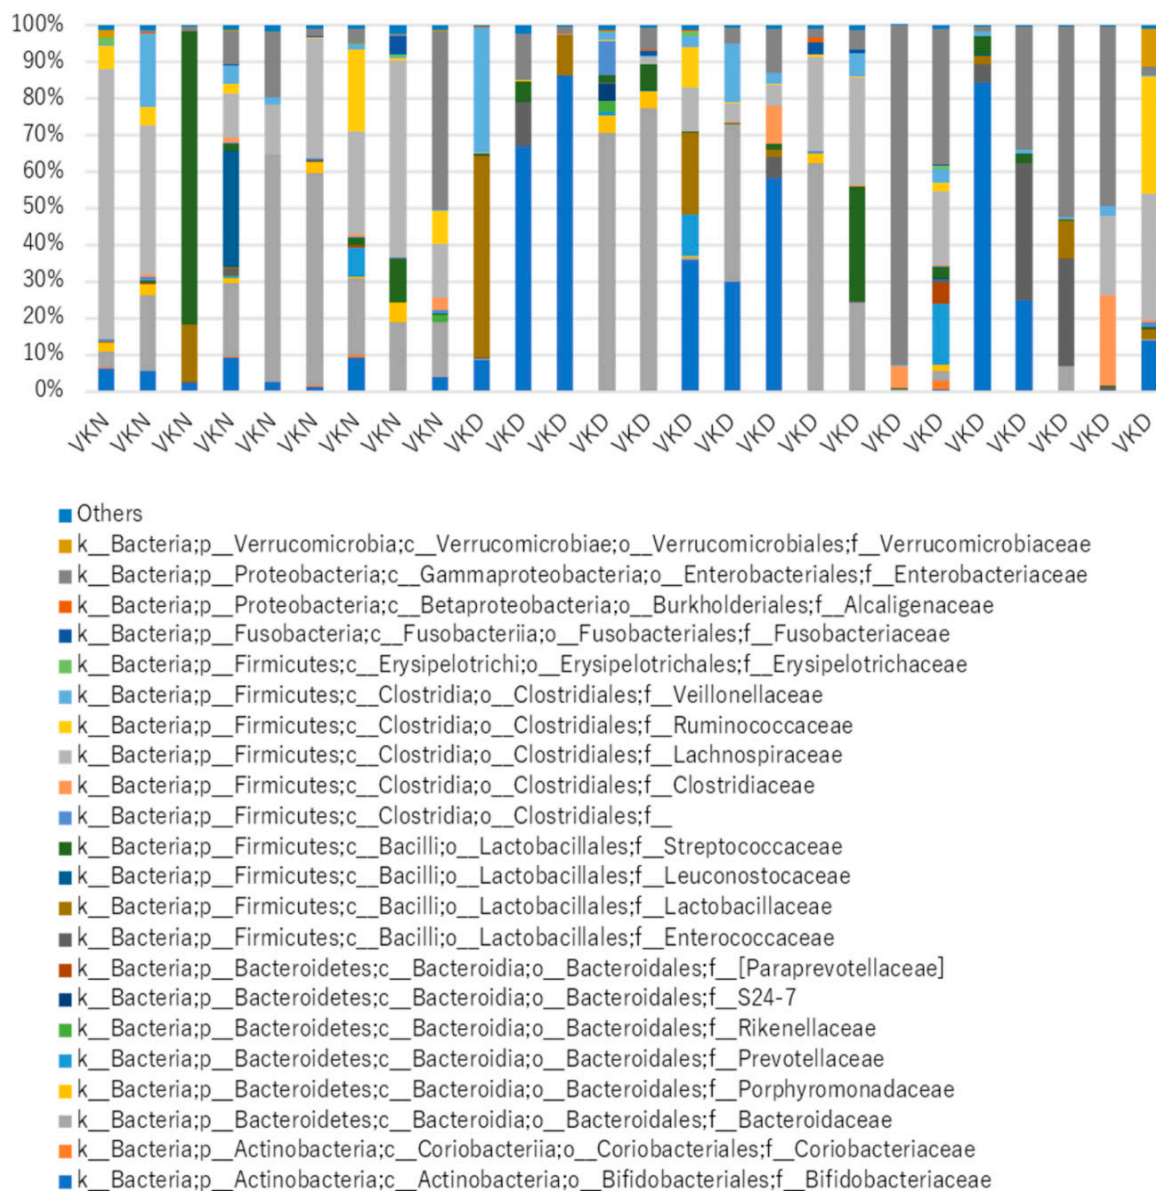 100%
90%
80%
70%
60%
50%
40%
30%
20%
10%
0%
VKN VKN VKN VKN VKN VKN VKN VKN VKN VKD VKD VKD VKD VKD VKD VKD VKD VKD VKD VKD VKD VKD VKD VKD VKD VKD
Others
k__Bacteria;p__Verrucomicrobia;c__Verrucomicrobiae;o__Verrucomicrobiales;f__Verrucomicrobiaceae
k__Bacteria;p__Proteobacteria;c__Gammaproteobacteria;o__Enterobacteriales;f__Enterobacteriaceae
k__Bacteria;p__Proteobacteria;c__Betaproteobacteria;o__Burkholderiales;f__Alcaligenaceae
k__Bacteria;p__Fusobacteria;c__Fusobacteriia;o__Fusobacteriales;f__Fusobacteriaceae
k__Bacteria;p__Firmicutes;c__Erysipelotrichi;o__Erysipelotrichales;f__Erysipelotrichaceae
k__Bacteria;p__Firmicutes;c__Clostridia;o__Clostridiales;f__Veillonellaceae
k__Bacteria;p__Firmicutes;c__Clostridia;o__Clostridiales;f__Ruminococcaceae
k__Bacteria;p__Firmicutes;c__Clostridia;o__Clostridiales;f__Lachnospiraceae
k__Bacteria;p__Firmicutes;c__Clostridia;o__Clostridiales;f__Clostridiaceae
k__Bacteria;p__Firmicutes;c__Clostridia;o__Clostridiales;f__
k__Bacteria;p__Firmicutes;c__Bacilli;o__Lactobacillales;f__Streptococcaceae
k__Bacteria;p__Firmicutes;c__Bacilli;o__Lactobacillales;f__Leuconostocaceae
k__Bacteria;p__Firmicutes;c__Bacilli;o__Lactobacillales;f__Lactobacillaceae
k__Bacteria;p__Firmicutes;c__Bacilli;o__Lactobacillales;f__Enterococcaceae
k__Bacteria;p__Bacteroidetes;c__Bacteroidia;o__Bacteroidales;f__[Paraprevotellaceae]
k__Bacteria;p__Bacteroidetes;c__Bacteroidia;o__Bacteroidales;f__S24-7
k__Bacteria;p__Bacteroidetes;c__Bacteroidia;o__Bacteroidales;f__Rikenellaceae
k__Bacteria;p__Bacteroidetes;c__Bacteroidia;o__Bacteroidales;f__Prevotellaceae
k__Bacteria;p__Bacteroidetes;c__Bacteroidia;o__Bacteroidales;f__Porphyromonadaceae
k__Bacteria;p__Bacteroidetes;c__Bacteroidia;o__Bacteroidales;f__Bacteroidaceae
k__Bacteria;p__Actinobacteria;c__Coriobacteriia;o__Coriobacteriales;f__Coriobacteriaceae
k__Bacteria;p__Actinobacteria;c__Actinobacteria;o__Bifidobacteriales;f__Bifidobacteriaceae